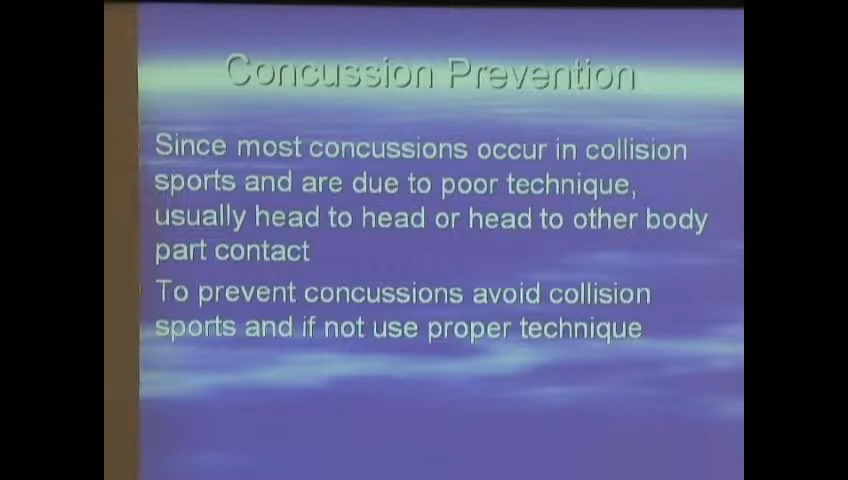 Concussion Prevention
Since most concussions occur in collision
sports and are due to poor technique,
usually head to head or head to other body
part contact
To prevent concussions avoid collision
sports and if not use proper technique